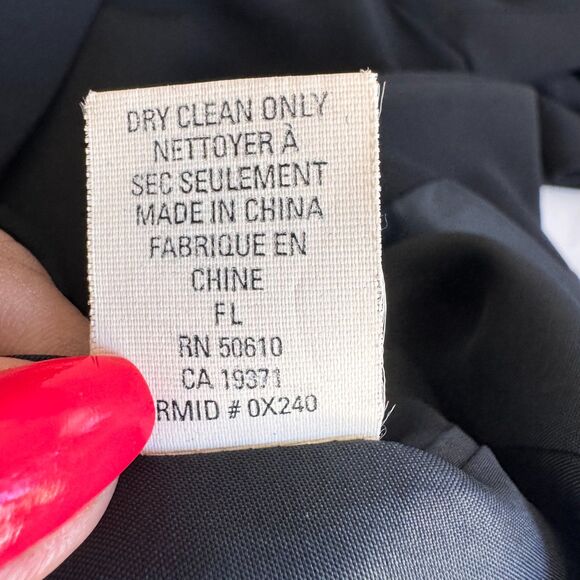 DRY CLEAN ONLY
NETTOYER À
SEC SEULEMENT
MADE IN CHINA
FABRIQUE EN
CHINE
FL
RN 50610
CA 19371
RMID # 0X240